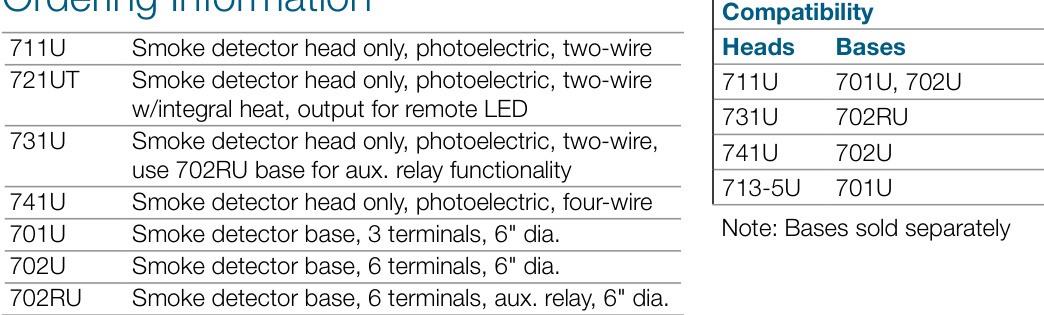 Ordering Information
711U Smoke detector head only, photoelectric, two-wire
721UT Smoke detector head only, photoelectric, two-wire
w/integral heat, output for remote LED
731U Smoke detector head only, photoelectric, two-wire,
use 702RU base for aux. relay functionality
741U Smoke detector head only, photoelectric, four-wire
701U Smoke detector base, 3 terminals, 6" dia.
702U Smoke detector base, 6 terminals, 6" dia.
702RU Smoke detector base, 6 terminals, aux. relay, 6" dia.
Compatibility
Heads Bases
711U 701U, 702U
731U 702RU
741U 702U
713-5U 701U
Note: Bases sold separately